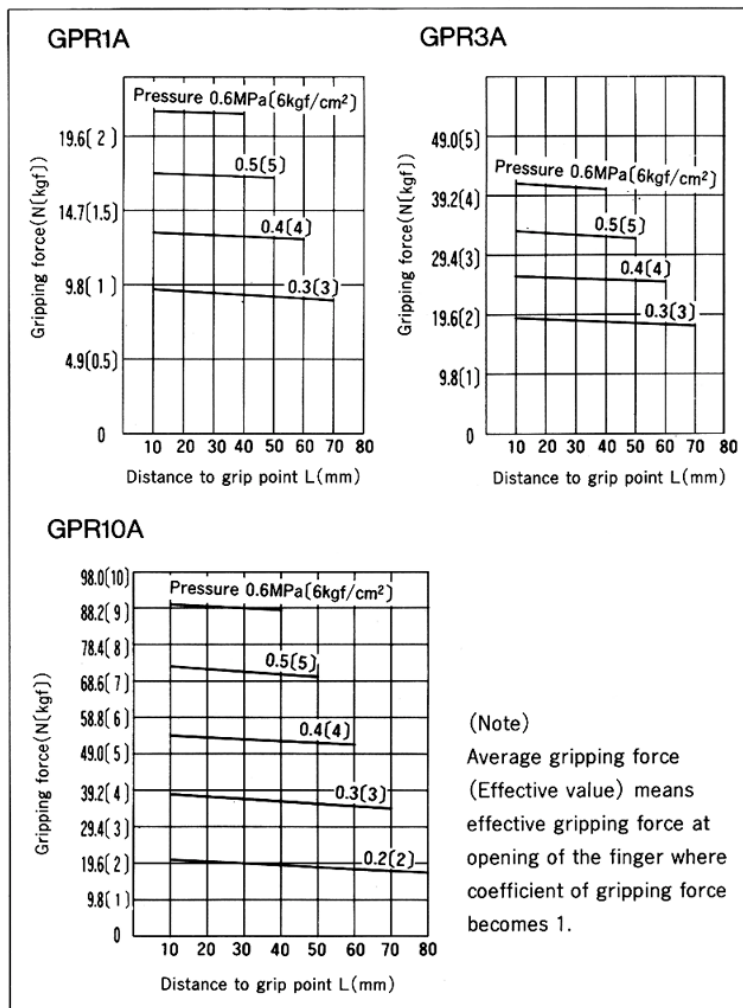 GPR1A
Pressure 0.6MPa[6kgf/cm²]
19.6[2]
0.5[5]
14.7[1.5]
0.4[4]
9.8[1]
0.3[3]
4.9[0.5]
0
10 20 30 40 50 60 70 80
Gripping force(N[kgf])
Distance to grip point L(mm)
GPR3A
49.0[5]
Pressure 0.6MPa[6kgf/cm²]
39.2[4]
0.5[5]
29.4[3]
0.4[4]
19.6[2]
0.3[3]
9.8[1]
0
10 20 30 40 50 60 70 80
Gripping force(N[kgf])
Distance to grip point L(mm)
GPR10A
98.0[10]
Pressure 0.6MPa[6kgf/cm²]
88.2[9]
78.4[8]
0.5[5]
68.6[7]
58.8[6]
0.4[4]
49.0[5]
39.2[4]
0.3[3]
29.4[3]
0.2[2]
19.6[2]
9.8[1]
0
10 20 30 40 50 60 70 80
Gripping force(N[kgf])
Distance to grip point L(mm)
(Note)
Average gripping force
(Effective value) means
effective gripping force at
opening of the finger where
coefficient of gripping force
becomes 1.